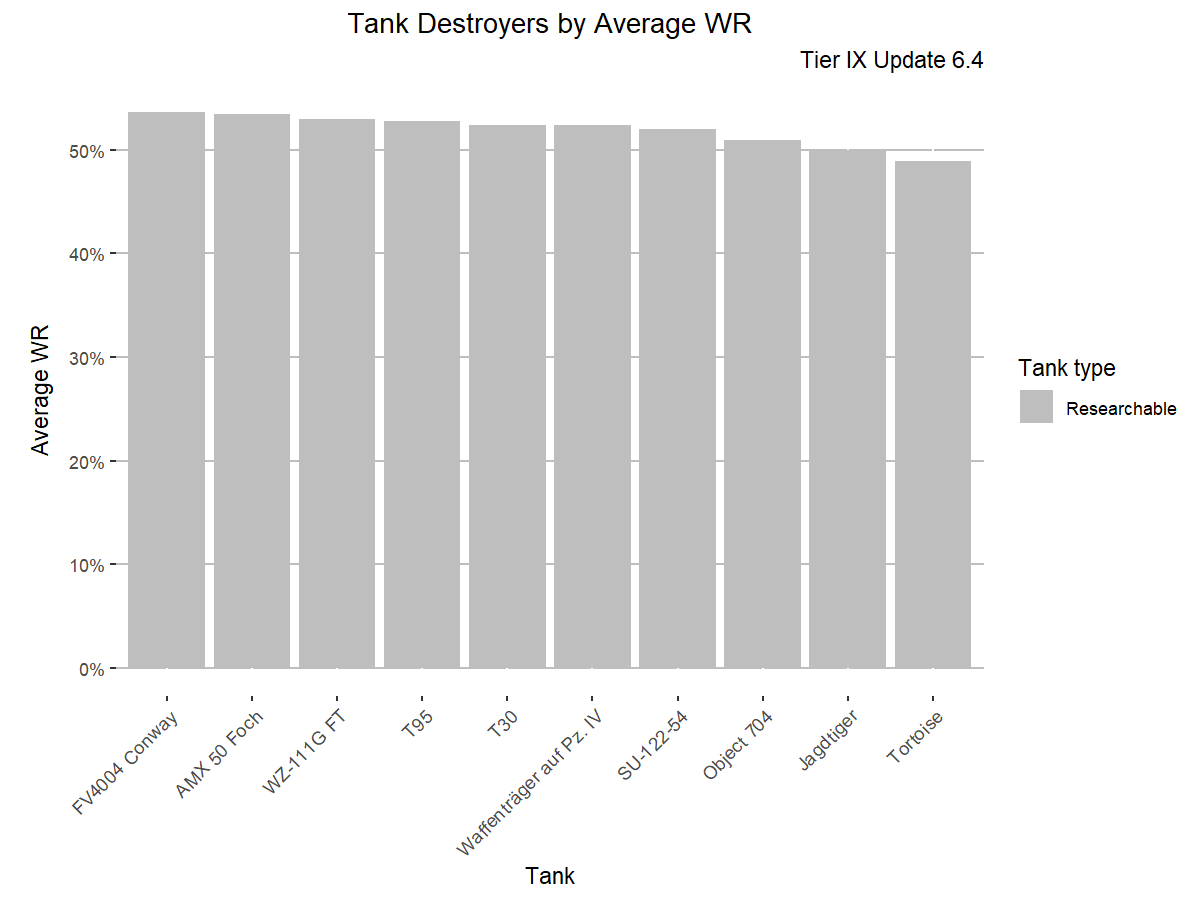 Tank Destroyers by Average WR
Tier IX Update 6.4
Average WR
50%
40%
30%
20%
10%
0%
FV4004 Conway
AMX 50 Foch
WZ-111G FT
T95
T30
Waffenträger auf Pz. IV
SU-122-54
Object 704
Jagdtiger
Tortoise
Tank
Tank type
Researchable